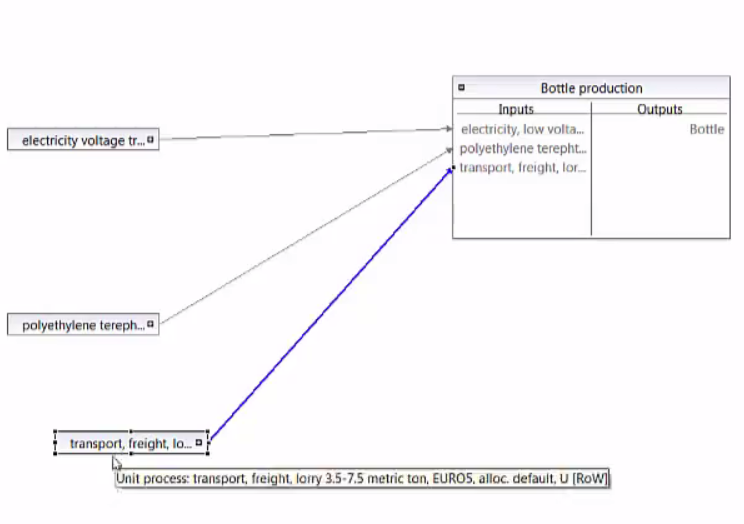 Bottle production
Inputs
Outputs
electricity, low volta...
Bottle
polyethylene terepht...
transport, freight, lor...
electricity voltage tr...
polyethylene tereph...
transport, freight, lo...
Unit process: transport, freight, lorry 3.5-7.5 metric ton, EURO5, alloc. default, U [RoW]